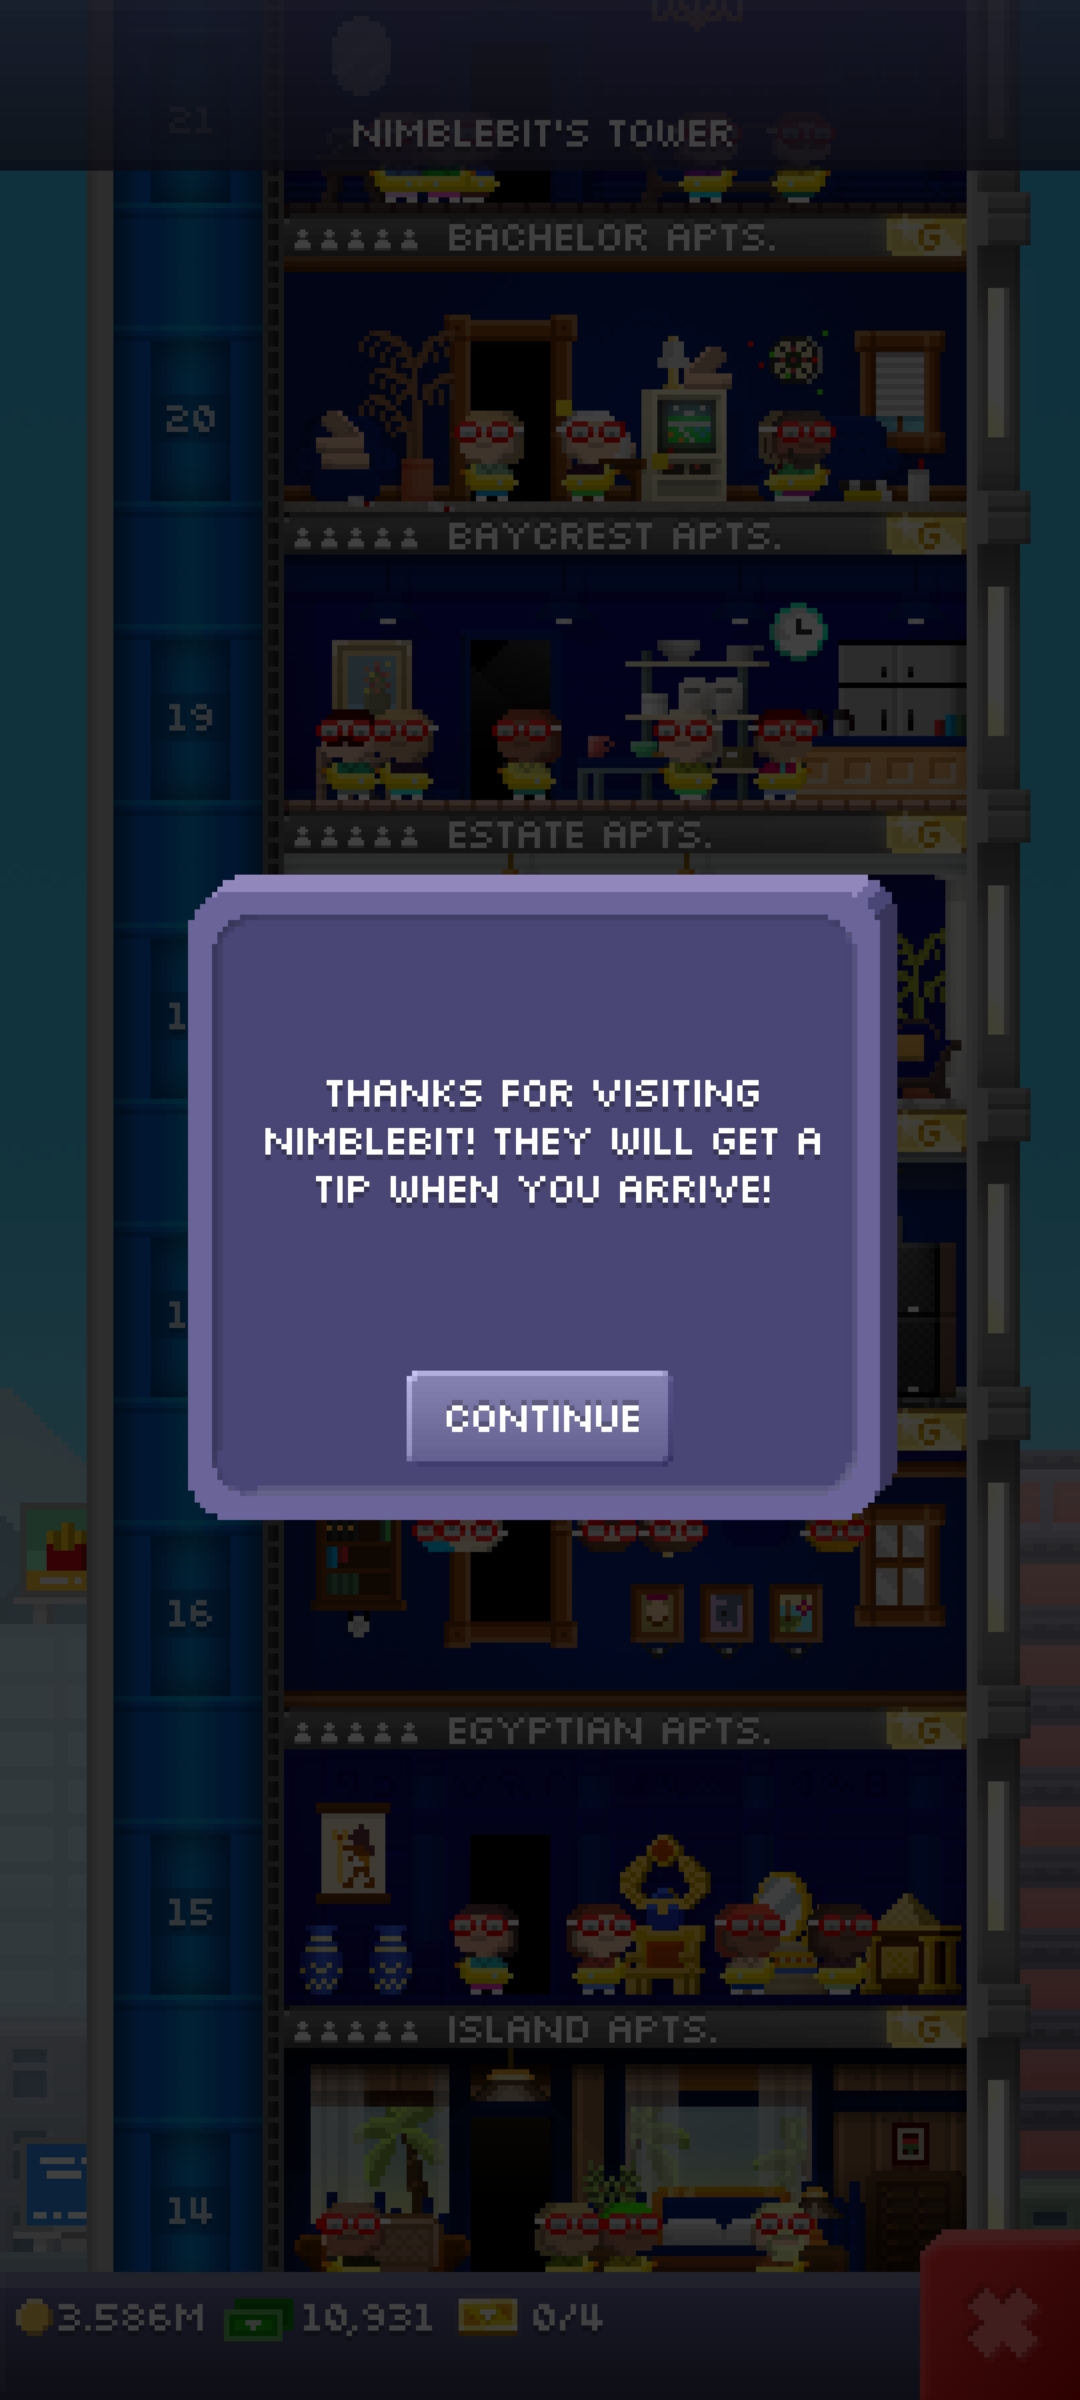 21
NIMBLEBIT'S TOWER
BACHELOR APTS.
G
20
BAYCREST APTS.
G
19
ESTATE APTS.
G
THANKS FOR VISITING
NIMBLEBIT! THEY WILL GET A
TIP WHEN YOU ARRIVE!
G
CONTINUE
G
16
EGYPTIAN APTS.
G
15
ISLAND APTS.
G
14
3.586M 10,931 0/4